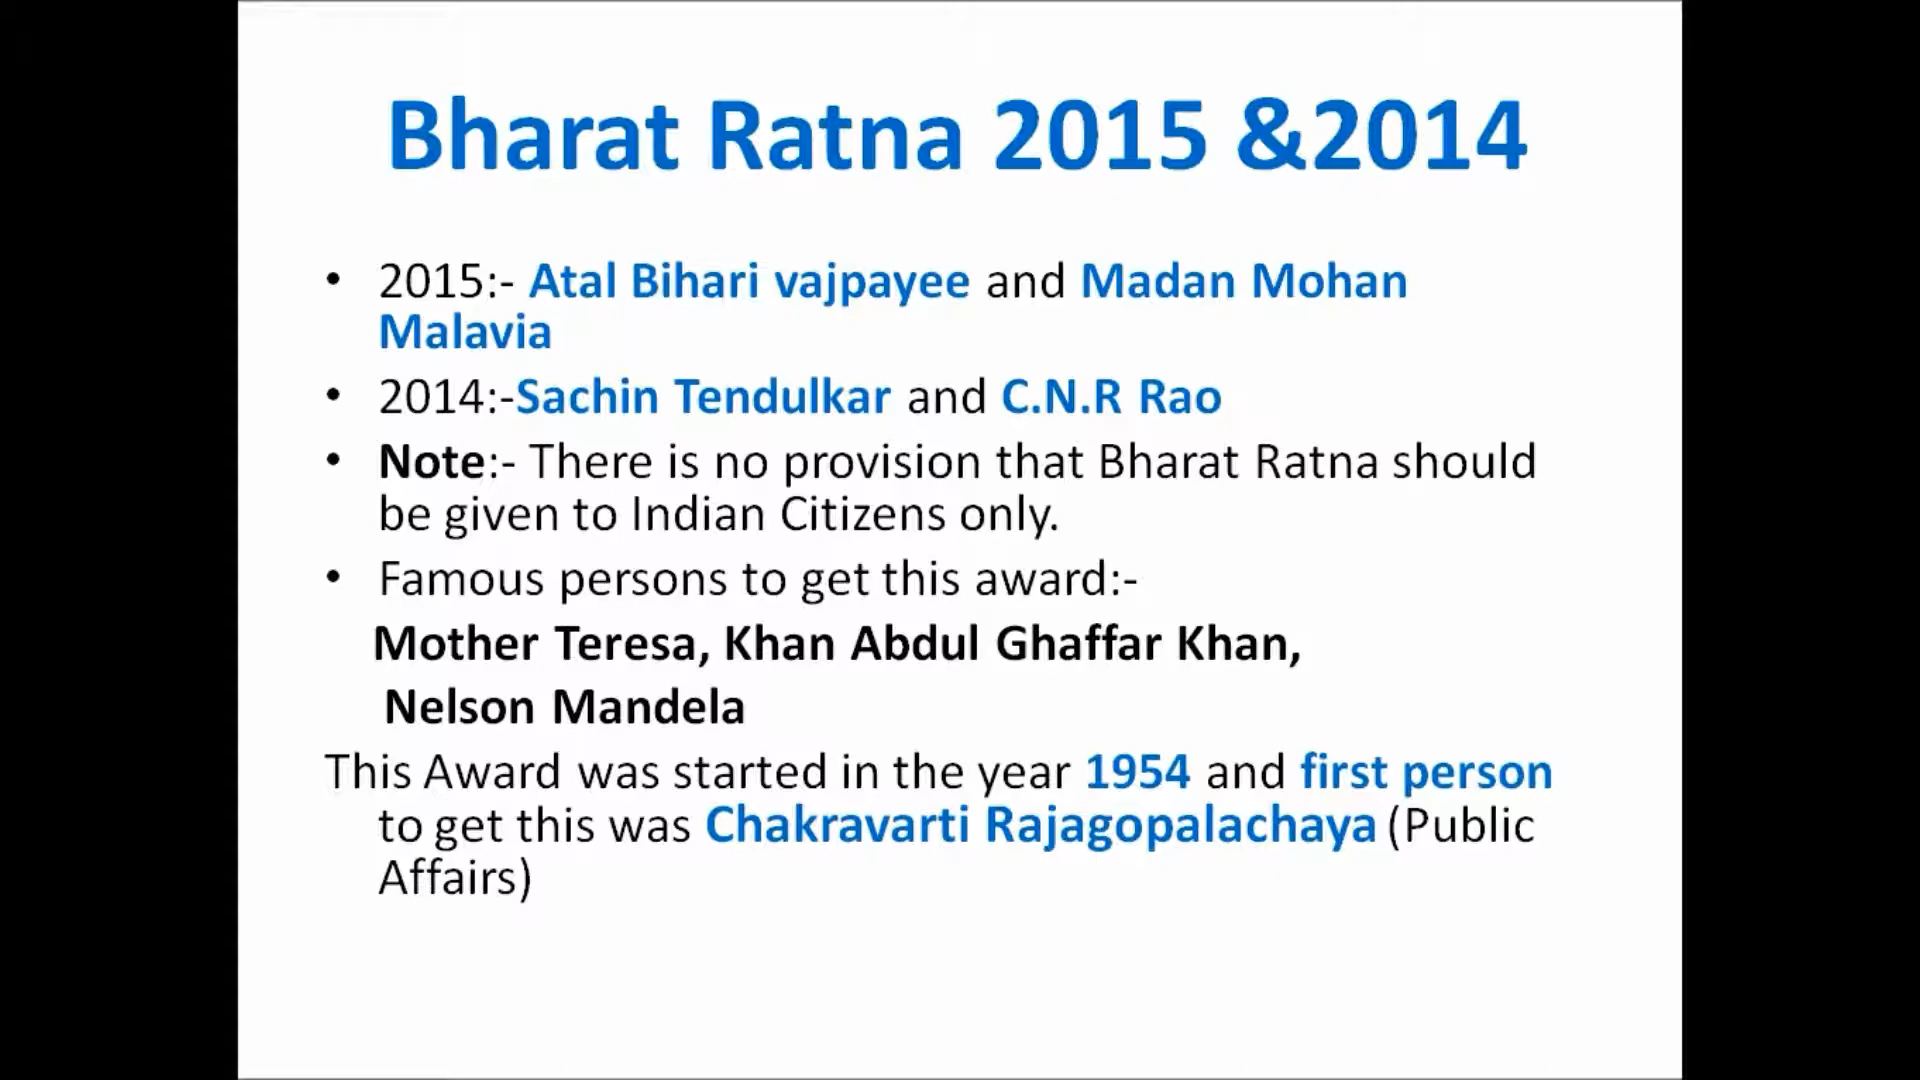 Bharat Ratna 2015 &2014
• 2015:- Atal Bihari vajpayee and Madan Mohan
Malavia
• 2014:-Sachin Tendulkar and C.N.R Rao
• Note:- There is no provision that Bharat Ratna should
be given to Indian Citizens only.
• Famous persons to get this award:-
Mother Teresa, Khan Abdul Ghaffar Khan,
Nelson Mandela
This Award was started in the year 1954 and first person
to get this was Chakravarti Rajagopalachaya (Public
Affairs)